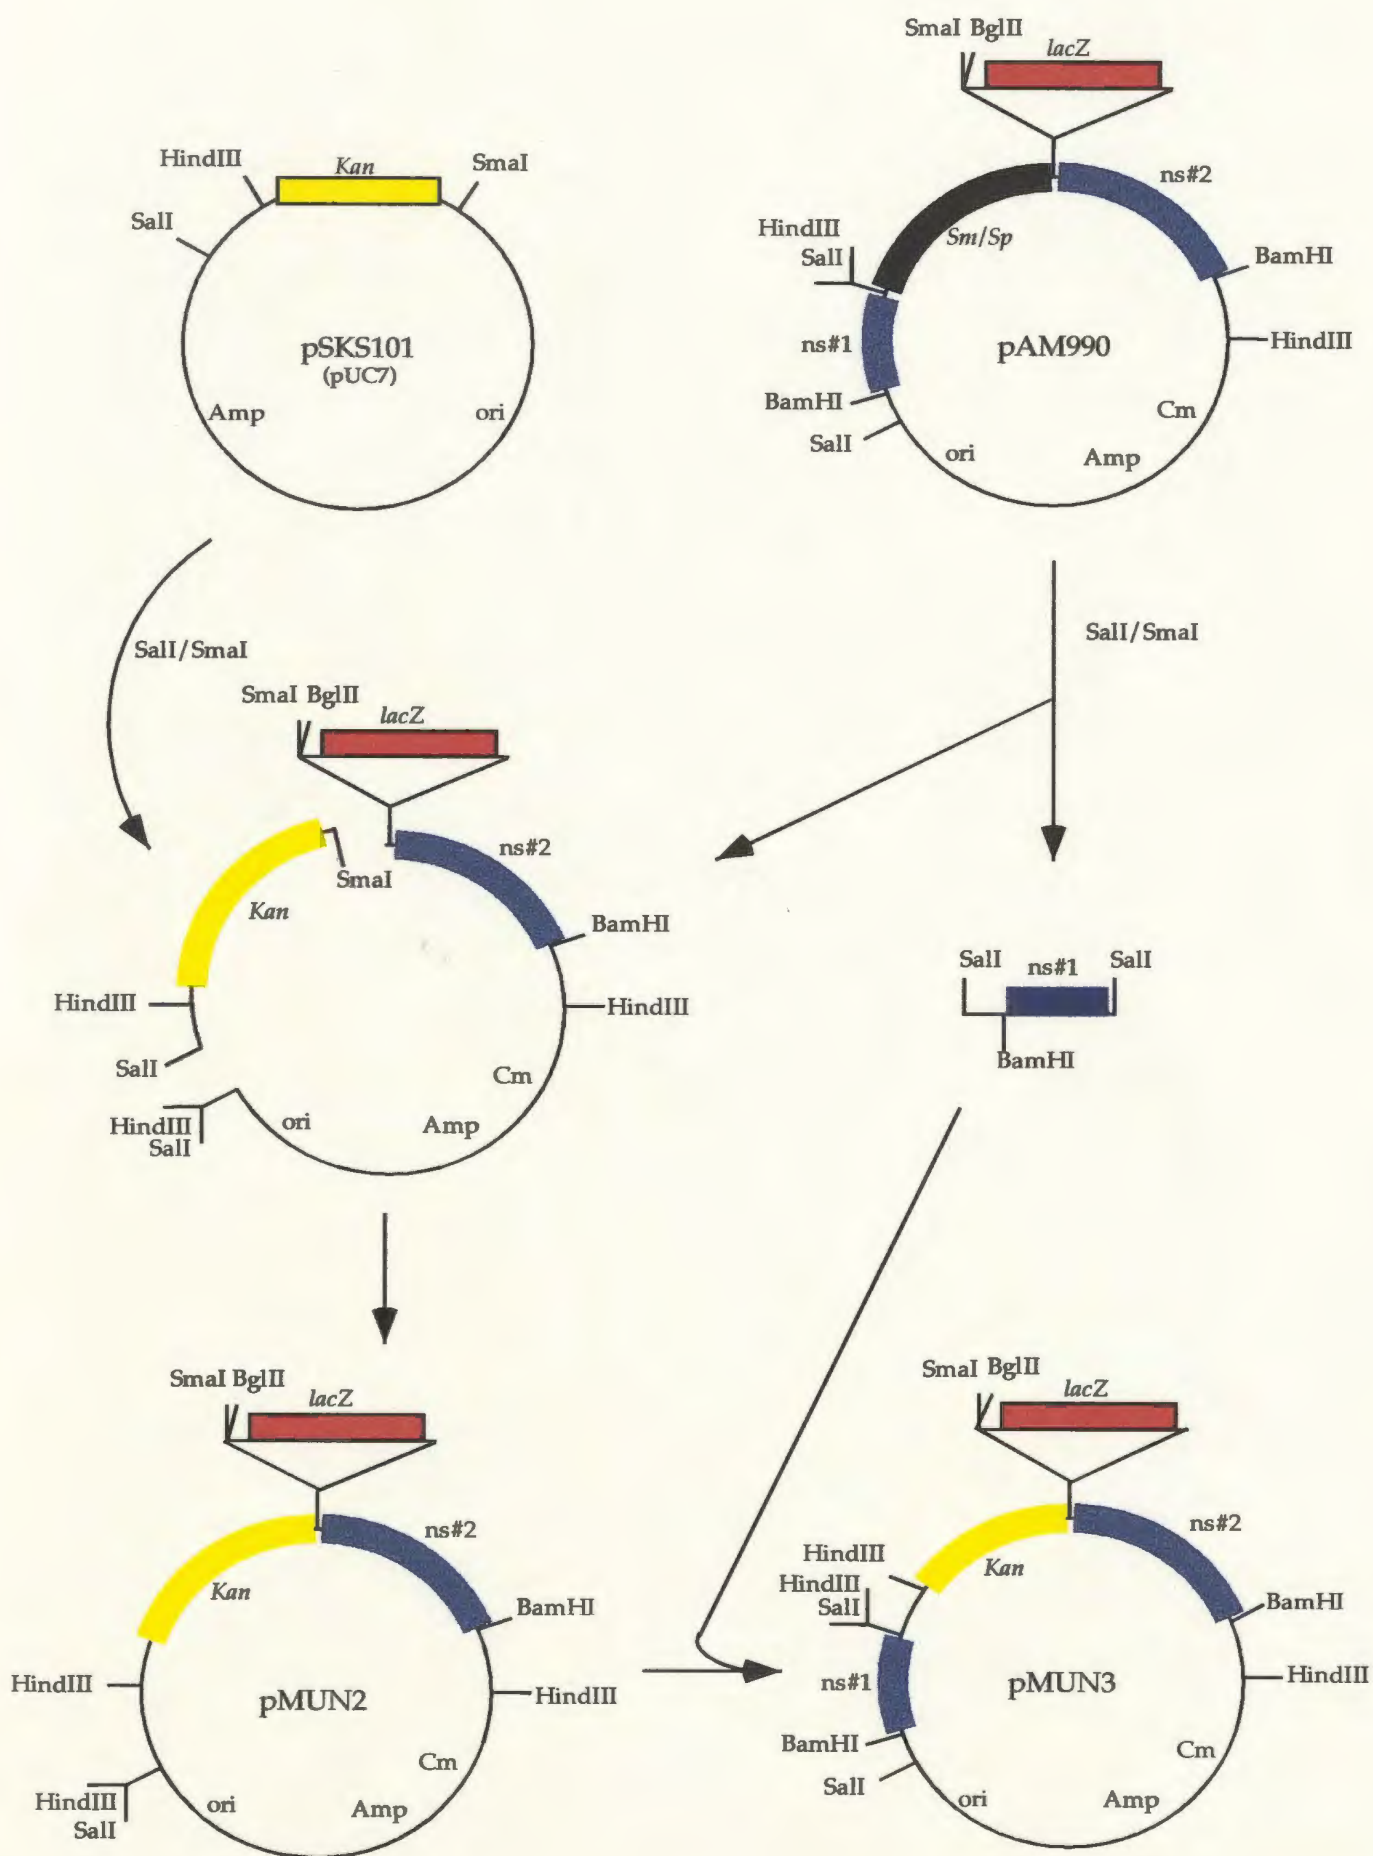 SmaI BglII
lacZ
HindIII
Kan
SmaI
SalI
pSKS101
(pUC7)
Amp
ori
ns#2
HindIII
SalI
Sm/Sp
BamHI
ns#1
pAM990
HindIII
BamHI
SalI
Cm
ori
Amp
SalI/SmaI
SalI/SmaI
SmaI BglII
lacZ
ns#2
SmaI
Kan
BamHI
HindIII
HindIII
SalI
Cm
HindIII
SalI
ori
Amp
SalI
ns#1
SalI
BamHI
SmaI BglII
lacZ
ns#2
Kan
BamHI
HindIII
pMUN2
HindIII
Cm
HindIII
SalI
ori
Amp
SmaI BglII
lacZ
ns#2
HindIII
HindIII
SalI
Kan
BamHI
ns#1
pMUN3
HindIII
BamHI
SalI
Cm
ori
Amp